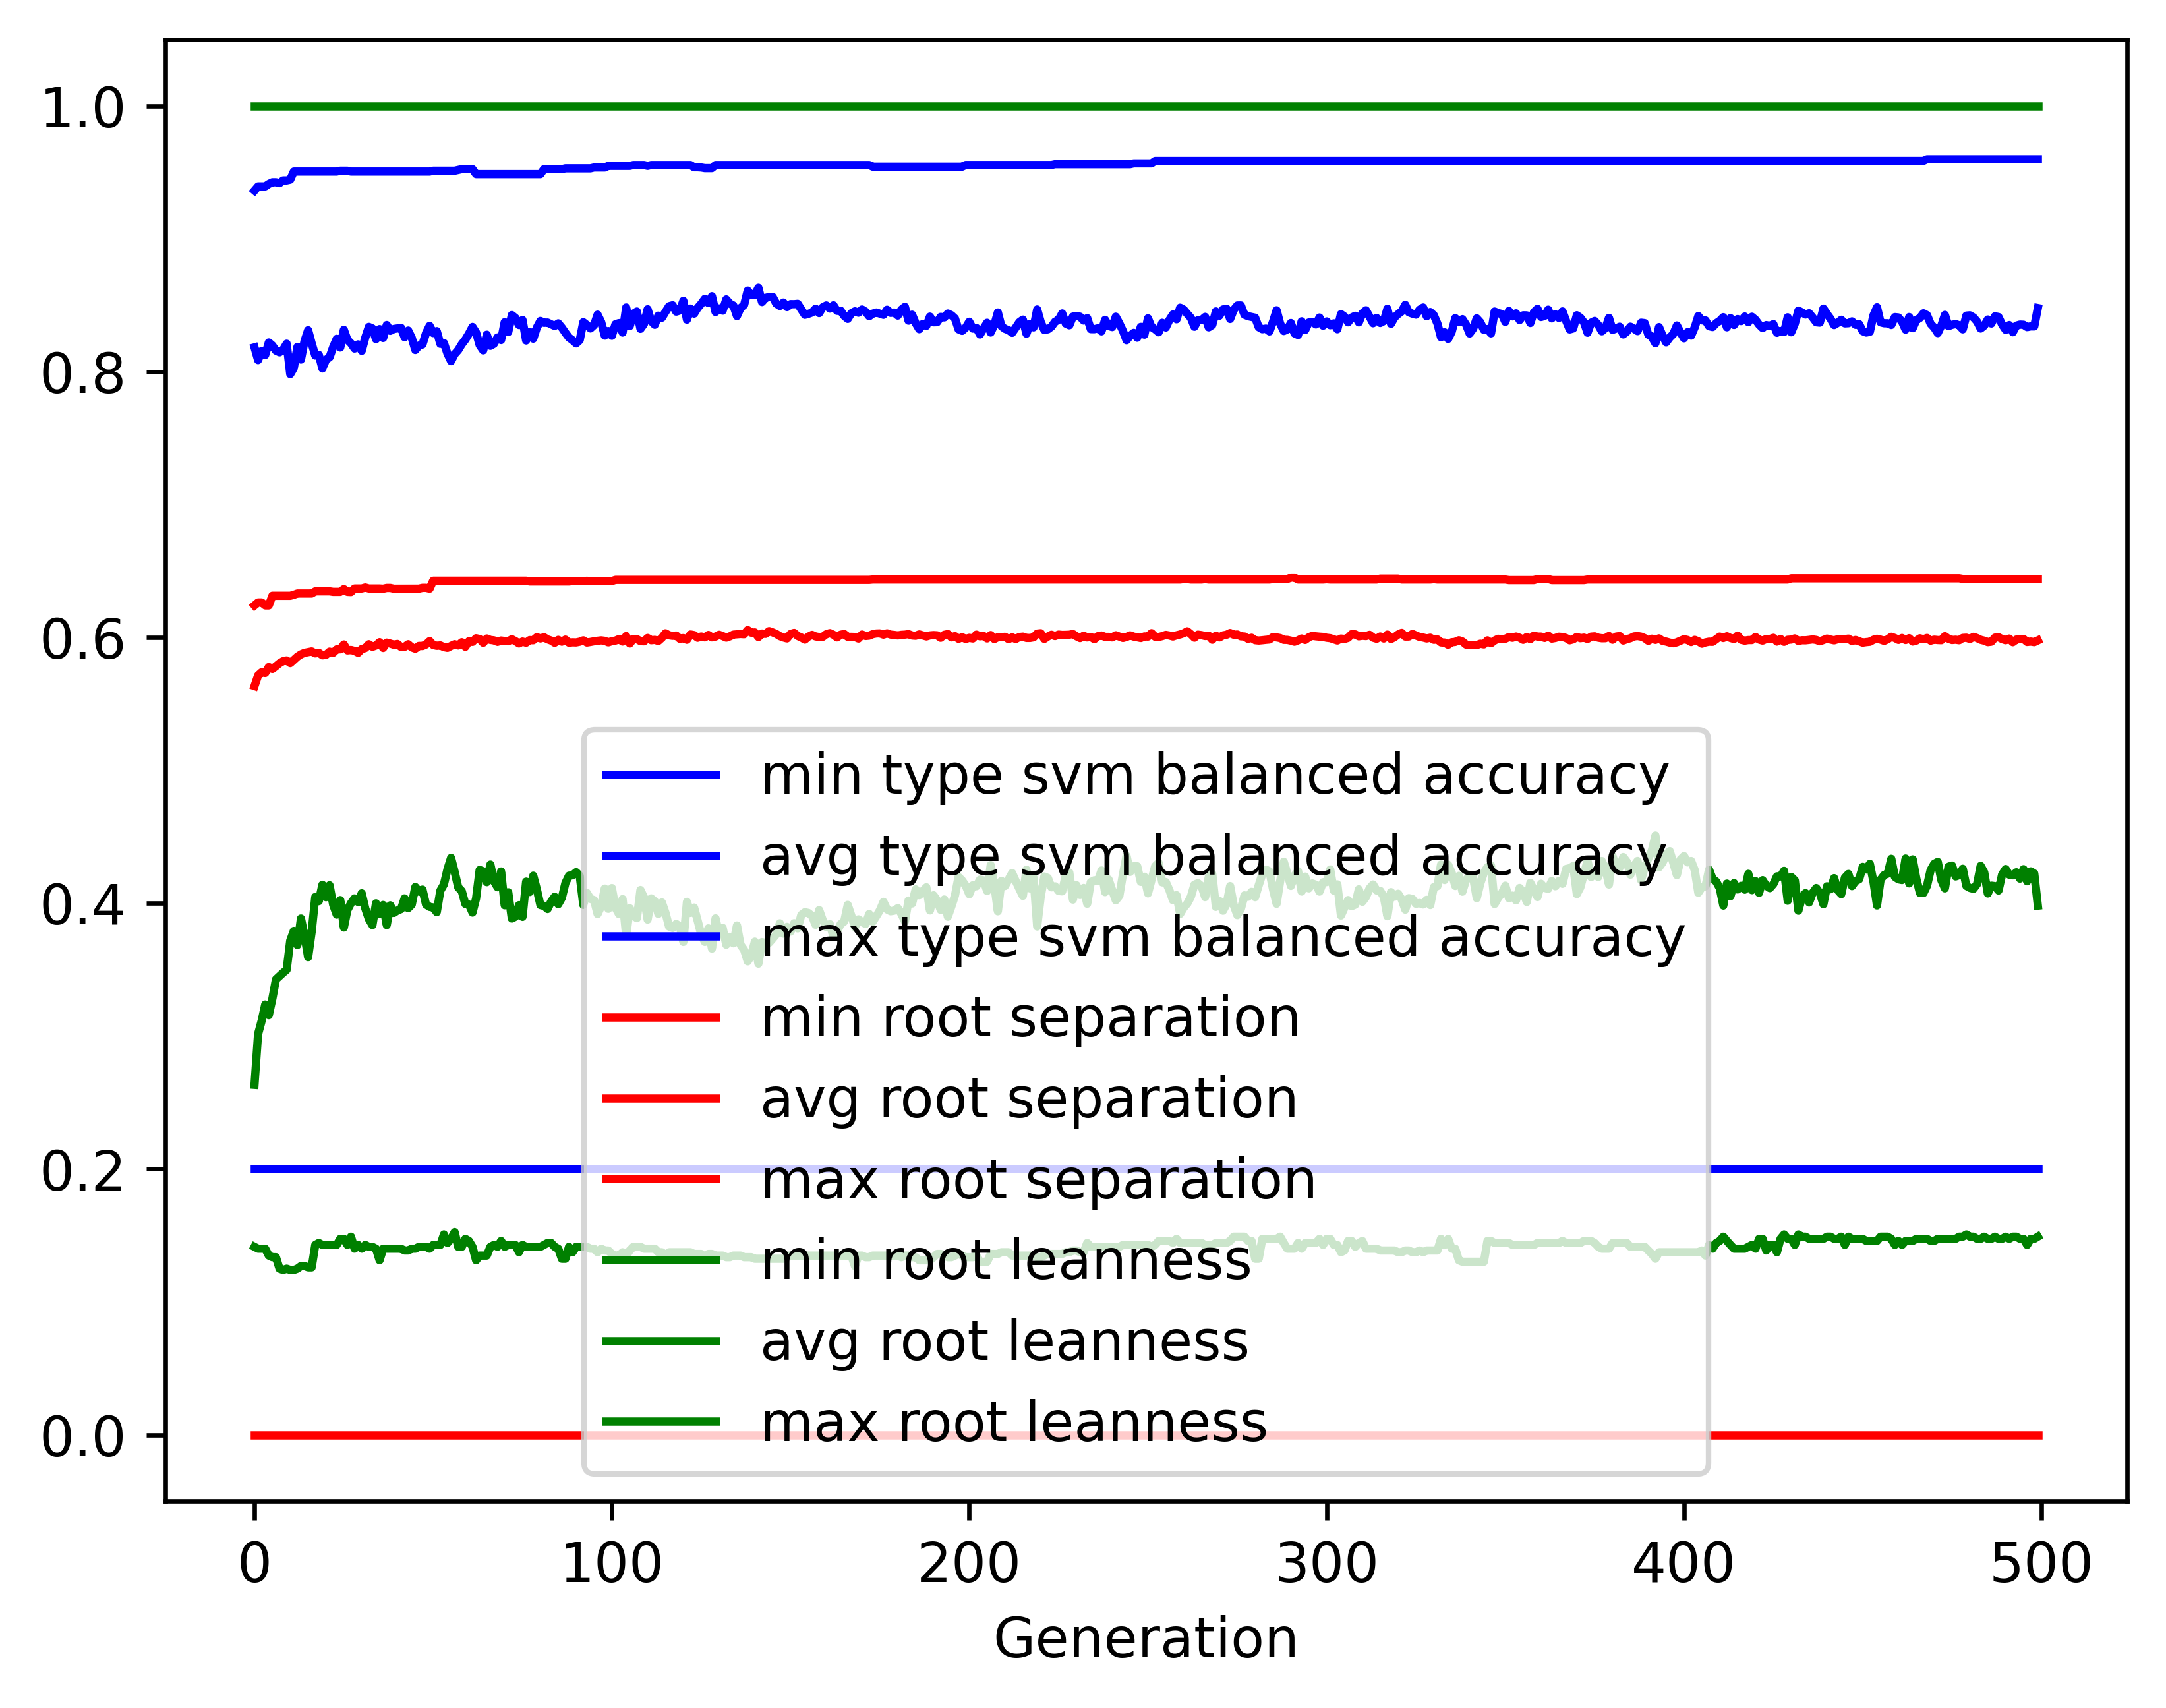 1.0
0.8
0.6
0.4
0.2
0.0
min type svm balanced accuracy
avg type svm balanced accuracy
max type svm balanced accuracy
min root separation
avg root separation
max root separation
min root leanness
avg root leanness
max root leanness
0 100 200 300 400 500
Generation